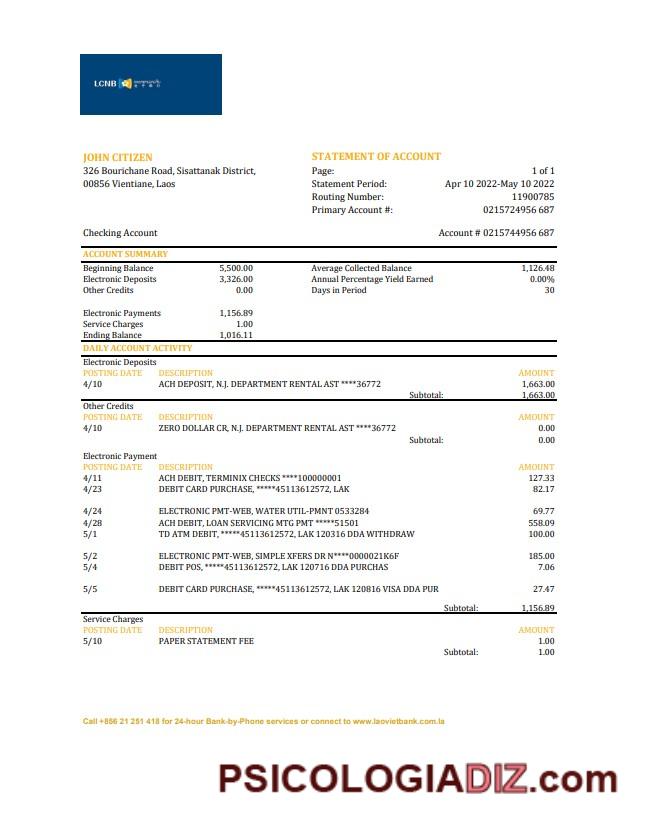 LCNB
JOHN CITIZEN
326 Bourichane Road, Sisattanak District,
00856 Vientiane, Laos
STATEMENT OF ACCOUNT
Page: 1 of 1
Statement Period: Apr 10 2022-May 10 2022
Routing Number: 11900785
Primary Account #: 0215724956 687
Checking Account Account # 0215744956 687
ACCOUNT SUMMARY
Beginning Balance 5,500.00 Average Collected Balance 1,126.48
Electronic Deposits 3,326.00 Annual Percentage Yield Earned 0.00%
Other Credits 0.00 Days in Period 30
Electronic Payments 1,156.89
Service Charges 1.00
Ending Balance 1,016.11
DAILY ACCOUNT ACTIVITY
Electronic Deposits
POSTING DATE DESCRIPTION AMOUNT
4/10 ACH DEPOSIT, N.J. DEPARTMENT RENTAL AST ****36772 1,663.00
Subtotal: 1,663.00
Other Credits
POSTING DATE DESCRIPTION AMOUNT
4/10 ZERO DOLLAR CR, N.J. DEPARTMENT RENTAL AST ****36772 0.00
Subtotal: 0.00
Electronic Payment
POSTING DATE DESCRIPTION AMOUNT
4/11 ACH DEBIT, TERMINIX CHECKS ****100000001 127.33
4/23 DEBIT CARD PURCHASE, *****45113612572, LAK 82.17
4/24 ELECTRONIC PMT-WEB, WATER UTIL-PMNT 0533284 69.77
4/28 ACH DEBIT, LOAN SERVICING MTG PMT *****51501 558.09
5/1 TD ATM DEBIT, *****45113612572, LAK 120316 DDA WITHDRAW 100.00
5/2 ELECTRONIC PMT-WEB, SIMPLE XFERS DR N****0000021K6F 185.00
5/4 DEBIT POS, *****45113612572, LAK 120716 DDA PURCHAS 7.06
5/5 DEBIT CARD PURCHASE, *****45113612572, LAK 120816 VISA DDA PUR 27.47
Subtotal: 1,156.89
Service Charges
POSTING DATE DESCRIPTION AMOUNT
5/10 PAPER STATEMENT FEE 1.00
Subtotal: 1.00
Call +856 21 251 418 for 24-hour Bank-by-Phone services or connect to www.laovietbank.com.la
PSICOLOGIADIZ.com